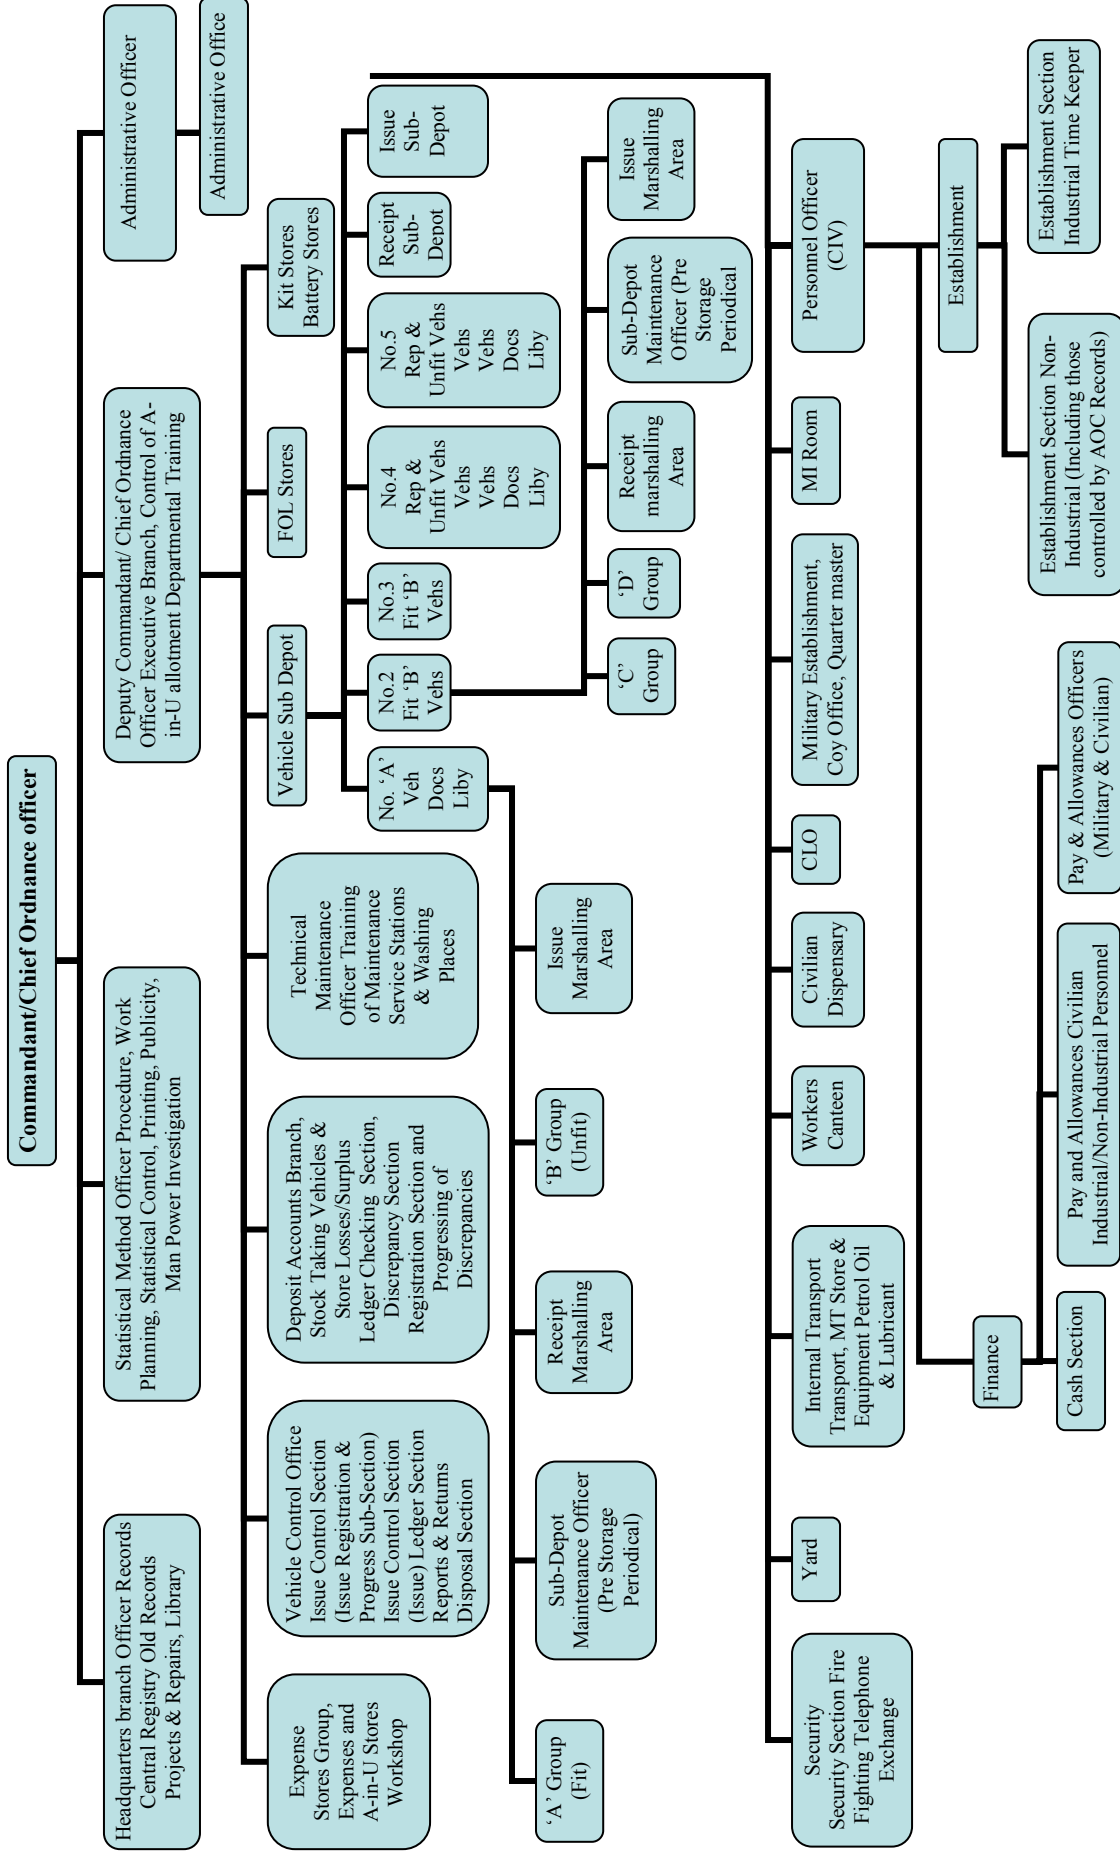 Commandant/Chief Ordnance officer
Headquarters branch Officer Records
Central Registry Old Records
Projects & Repairs, Library
Statistical Method Officer Procedure, Work
Planning, Statistical Control, Printing, Publicity,
Man Power Investigation
Deputy Commandant/ Chief Ordnance
Officer Executive Branch, Control of A-
in-U allotment Departmental Training
Administrative Officer
Administrative Office
Expense
Stores Group,
Expenses and
A-in-U Stores
Workshop
Vehicle Control Office
Issue Control Section
(Issue Registration &
Progress Sub-Section)
Issue Control Section
(Issue) Ledger Section
Reports & Returns
Disposal Section
Deposit Accounts Branch,
Stock Taking Vehicles &
Store Losses/Surplus
Ledger Checking Section,
Discrepancy Section
Registration Section and
Progressing of
Discrepancies
Technical
Maintenance
Officer Training
of Maintenance
Service Stations
& Washing
Places
Vehicle Sub Depot
FOL Stores
Kit Stores
Battery Stores
No. ‘A’
Veh
Docs
Liby
No.2
Fit ‘B’
Vehs
No.3
Fit ‘B’
Vehs
No.4
Rep &
Unfit Vehs
Vehs
Docs
Liby
No.5
Rep &
Unfit Vehs
Vehs
Docs
Liby
Receipt
Sub-
Depot
Issue
Sub-
Depot
‘A’ Group
(Fit)
Sub-Depot
Maintenance Officer
(Pre Storage
Periodical)
Receipt
Marshalling
Area
‘B’ Group
(Unfit)
Issue
Marshalling
Area
‘C’
Group
‘D’
Group
Receipt
marshalling
Area
Sub-Depot
Maintenance
Officer (Pre
Storage
Periodical
Issue
Marshalling
Area
Security
Security Section Fire
Fighting Telephone
Exchange
Yard
Internal Transport
Transport, MT Store &
Equipment Petrol Oil
& Lubricant
Workers
Canteen
Civilian
Dispensary
CLO
Military Establishment,
Coy Office, Quarter master
MI Room
Personnel Officer
(CIV)
Finance
Establishment
Cash Section
Pay and Allowances Civilian
Industrial/Non-Industrial Personnel
Pay & Allowances Officers
(Military & Civilian)
Establishment Section Non-
Industrial (Including those
controlled by AOC Records)
Establishment Section
Industrial Time Keeper